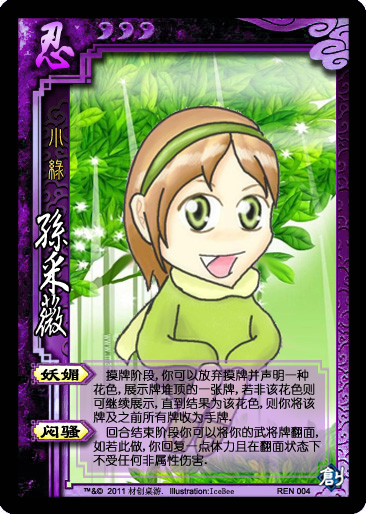 忍
小綠
孫采薇
妖媚
摸牌阶段,你可以放弃摸牌并声明一种
花色,展示牌堆顶的一张牌,若非该花色则
可继续展示,直到结果为该花色,则你将该
牌及之前所有牌收为手牌.
闷骚
回合结束阶段你可以将你的武将牌翻面,
如若此做,你回复一点体力且在翻面状态下
不受任何非属性伤害.
™&© 2011 材创桌游. Illustration:IceBee
REN 004
創